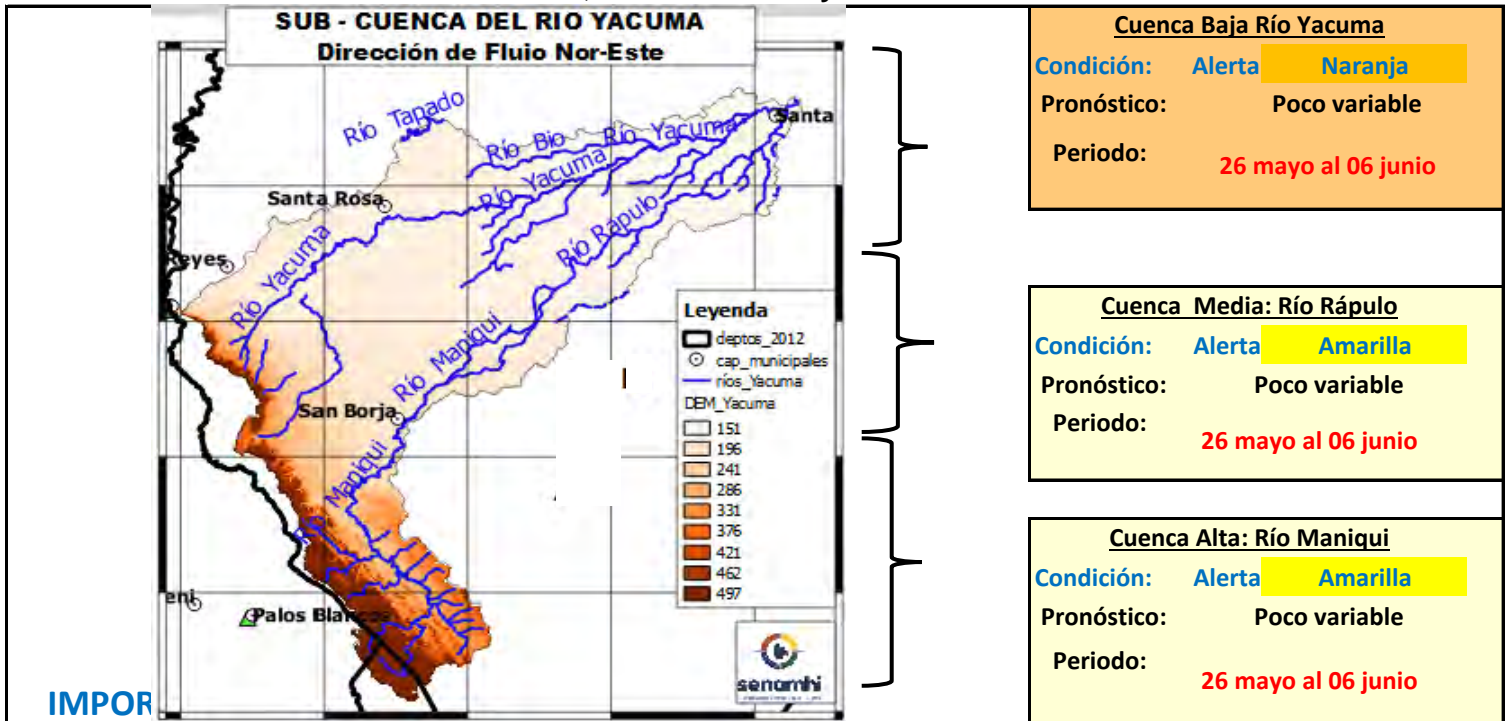 SUB - CUENCA DEL RIO YACUMA
Dirección de Fluio Nor-Este
Río Tapado
Río Bio
Río Yacuma
Santa
Río Yacuma
Santa Rosa
Río Rápulo
Reyes
Río Yacuma
Río Maniqui
San Borja
Río Maniqui
Río
eni
Palos Blancos
Leyenda
deptos_2012
cap_municipales
ríos_Yacuma
DEM_Yacuma
151
196
241
286
331
376
421
462
497
senamhi
IMPOR
Cuenca Baja Río Yacuma
Condición: Alerta Naranja
Pronóstico: Poco variable
Periodo: 26 mayo al 06 junio
Cuenca Media: Río Rápulo
Condición: Alerta Amarilla
Pronóstico: Poco variable
Periodo: 26 mayo al 06 junio
Cuenca Alta: Río Maniqui
Condición: Alerta Amarilla
Pronóstico: Poco variable
Periodo: 26 mayo al 06 junio